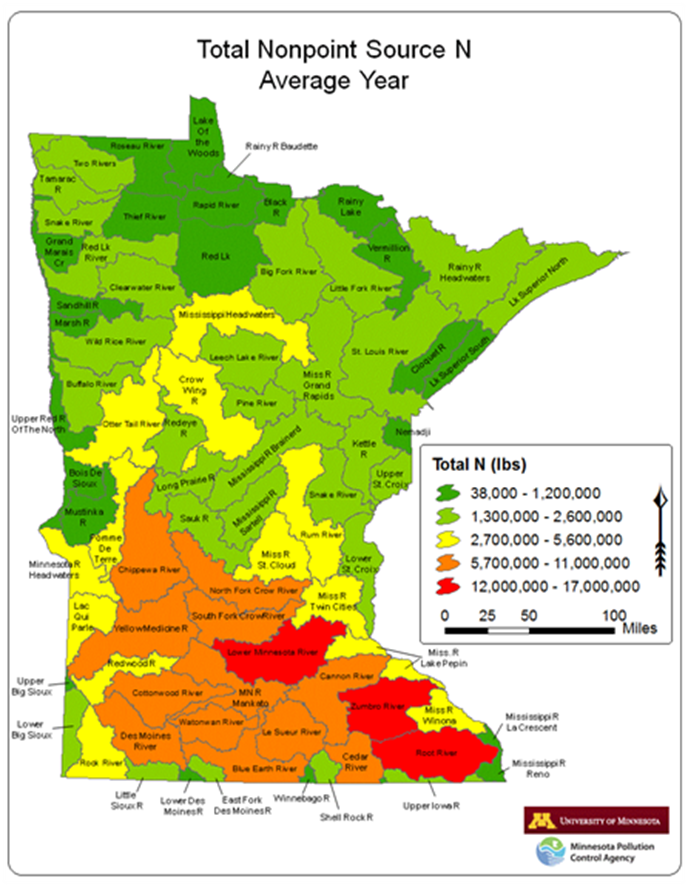 Total Nonpoint Source N
Average Year
Lake
Of
the
Woods
Roseau River
Rainy R Baudette
Two Rivers
Tamarac
R
Rainy
Lake
Black
R
Rapid River
Thief River
Snake River
Grand
Marais
Cr
Red Lk
River
Red Lk
Vermillion
R
Big Fork River
Little Fork River
Rainy R
Headwaters
Lk Superior North
Clearwater River
Sandhill R
Marsh R
Mississippi Headwaters
Wild Rice River
Leech Lake River
St. Louis River
Cloquet R
Lk Superior South
Miss R
Grand
Rapids
Crow
Wing
R
Buffalo River
Pine River
Upper Red R
Of The North
Otter Tail River
Redeye
R
Mississippi R Brainerd
Kettle
R
Nemadji
Bois De
Sioux
Long Prairie R
Upper
St. Croix
Mississippi R
Sartell
Snake River
Mustinka
R
Sauk R
Pomme
De
Terre
Rum River
Minnesota R
Headwaters
Chippewa River
Miss R
St. Cloud
Lower
St. Croix
North Fork Crow River
Miss R
Twin Cities
Lac
Qui
Parle
South Fork Crow River
Yellow Medicine R
Lower Minnesota River
Miss. R
Lake Pepin
Redwood R
Cannon River
Upper
Big Sioux
Cottonwood River
MN R
Mankato
Zumbro River
Miss R
Winona
Lower
Big Sioux
Watonwan River
Mississippi R
La Crescent
Des Moines
River
Le Sueur River
Root River
Cedar
River
Rock River
Blue Earth River
Mississippi R
Reno
Little
Sioux R
Lower Des
Moines R
East Fork
Des Moines R
Winnebago R
Shell Rock R
Upper Iowa R
Total N (lbs)
38,000 - 1,200,000
1,300,000 - 2,600,000
2,700,000 - 5,600,000
5,700,000 - 11,000,000
12,000,000 - 17,000,000
0 25 50 100
Miles
M
UNIVERSITY OF MINNESOTA
Minnesota Pollution
Control Agency